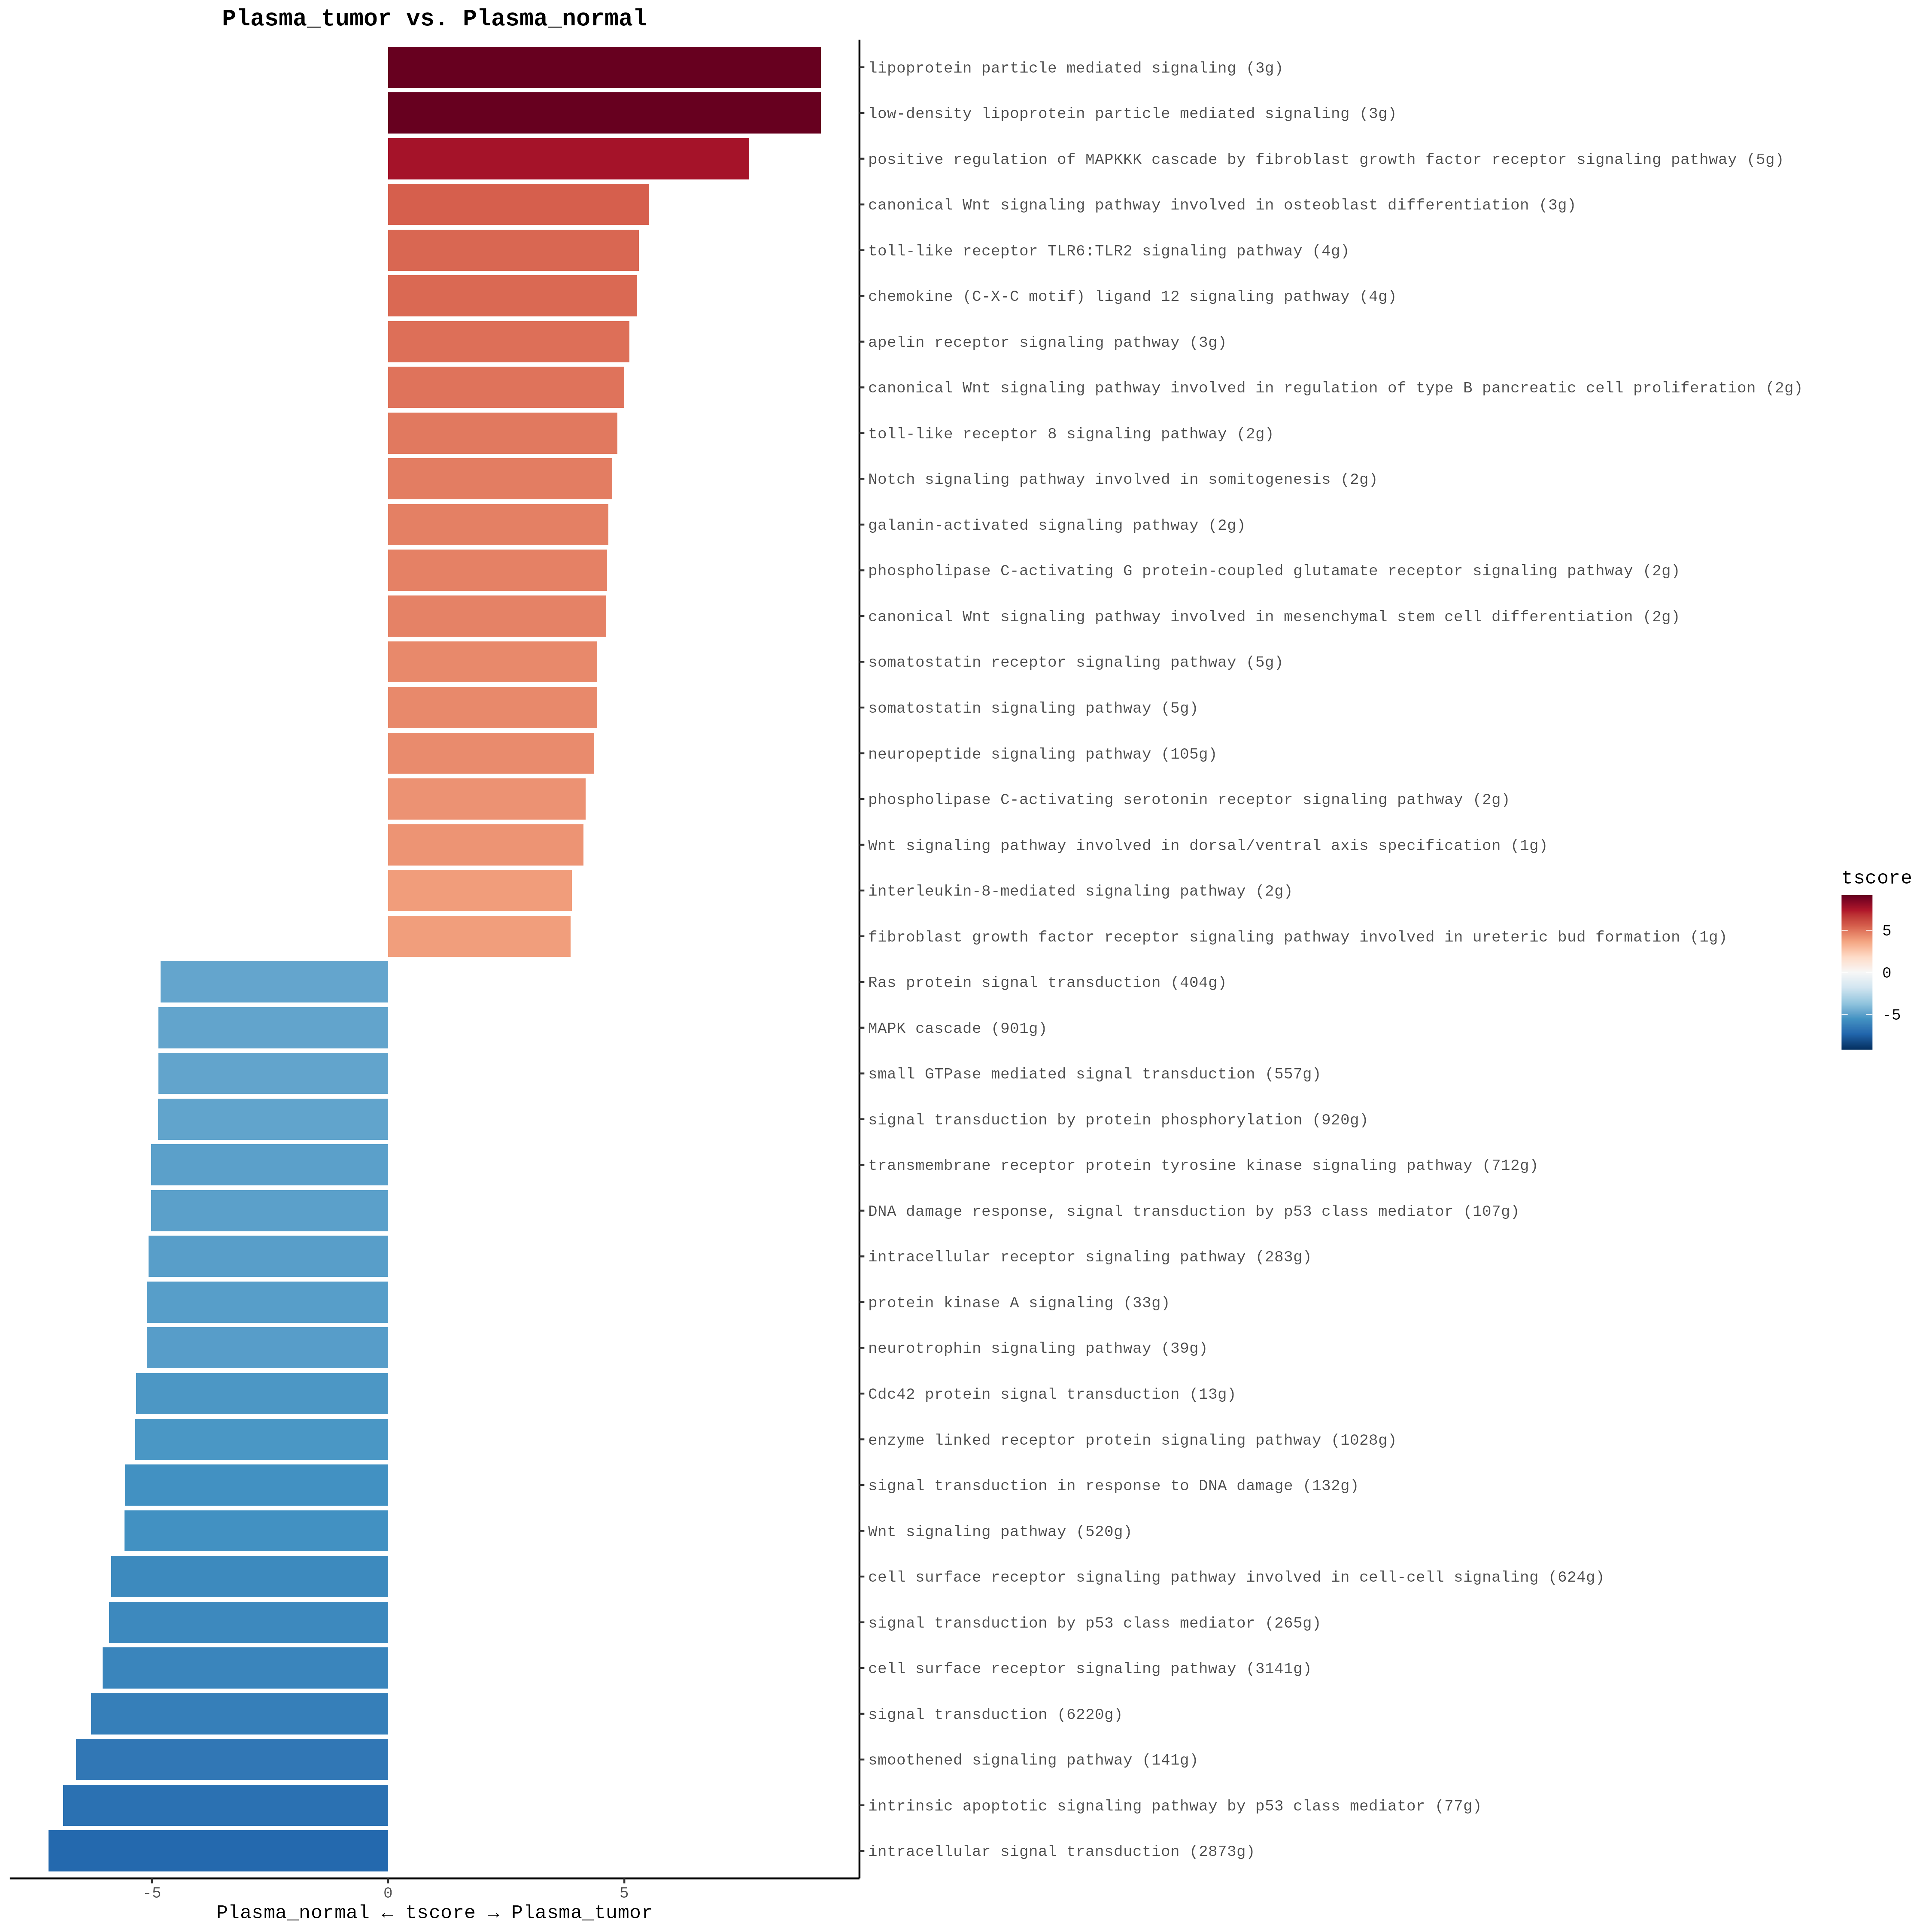 Plasma_tumor vs. Plasma_normal
lipoprotein particle mediated signaling (3g)
low-density lipoprotein particle mediated signaling (3g)
positive regulation of MAPKKK cascade by fibroblast growth factor receptor signaling pathway (5g)
canonical Wnt signaling pathway involved in osteoblast differentiation (3g)
toll-like receptor TLR6:TLR2 signaling pathway (4g)
chemokine (C-X-C motif) ligand 12 signaling pathway (4g)
apelin receptor signaling pathway (3g)
canonical Wnt signaling pathway involved in regulation of type B pancreatic cell proliferation (2g)
toll-like receptor 8 signaling pathway (2g)
Notch signaling pathway involved in somitogenesis (2g)
galanin-activated signaling pathway (2g)
phospholipase C-activating G protein-coupled glutamate receptor signaling pathway (2g)
canonical Wnt signaling pathway involved in mesenchymal stem cell differentiation (2g)
somatostatin receptor signaling pathway (5g)
somatostatin signaling pathway (5g)
neuropeptide signaling pathway (105g)
phospholipase C-activating serotonin receptor signaling pathway (2g)
Wnt signaling pathway involved in dorsal/ventral axis specification (1g)
interleukin-8-mediated signaling pathway (2g)
fibroblast growth factor receptor signaling pathway involved in ureteric bud formation (1g)
Ras protein signal transduction (404g)
MAPK cascade (901g)
small GTPase mediated signal transduction (557g)
signal transduction by protein phosphorylation (920g)
transmembrane receptor protein tyrosine kinase signaling pathway (712g)
DNA damage response, signal transduction by p53 class mediator (107g)
intracellular receptor signaling pathway (283g)
protein kinase A signaling (33g)
neurotrophin signaling pathway (39g)
Cdc42 protein signal transduction (13g)
enzyme linked receptor protein signaling pathway (1028g)
signal transduction in response to DNA damage (132g)
Wnt signaling pathway (520g)
cell surface receptor signaling pathway involved in cell-cell signaling (624g)
signal transduction by p53 class mediator (265g)
cell surface receptor signaling pathway (3141g)
signal transduction (6220g)
smoothened signaling pathway (141g)
intrinsic apoptotic signaling pathway by p53 class mediator (77g)
intracellular signal transduction (2873g)
-5 0 5
Plasma_normal ← tscore → Plasma_tumor
tscore
5
0
-5